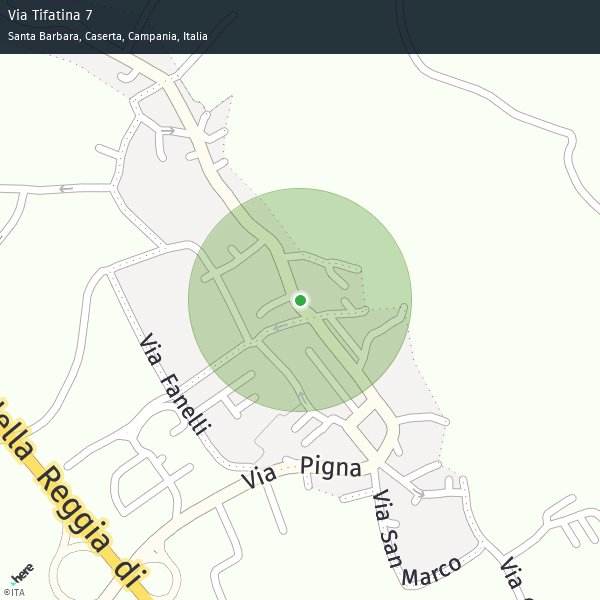 Via Tifatina 7
Santa Barbara, Caserta, Campania, Italia
Via Fanelli
della Reggia di
Via Pigna
Via San Marco
Via
here
©ITA